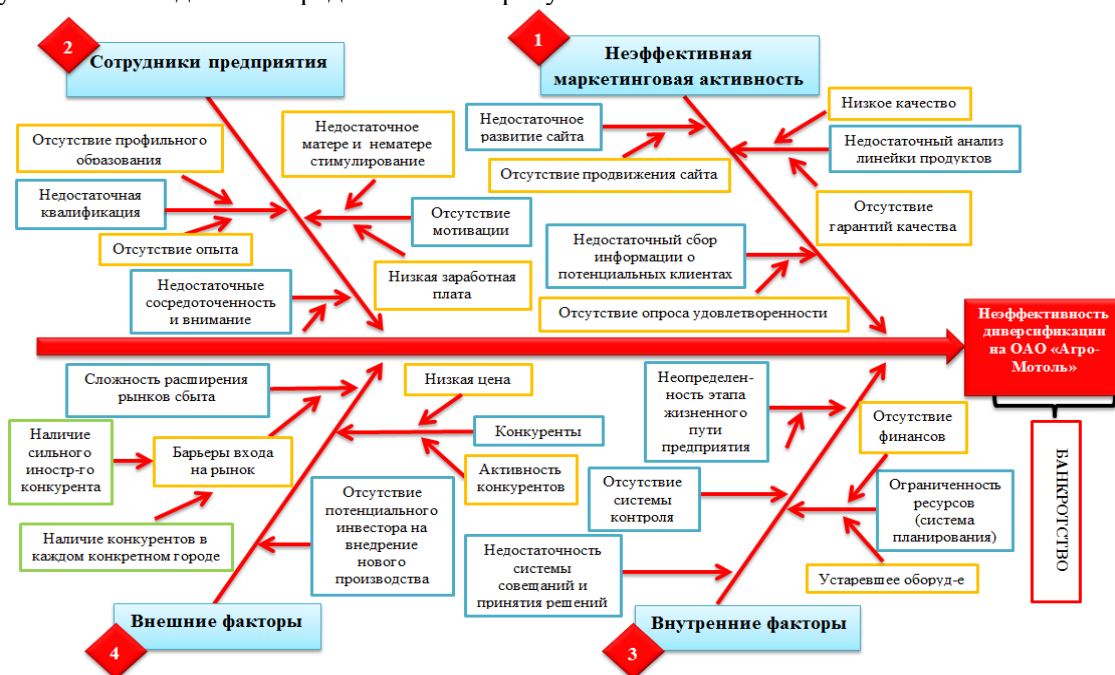 2
Сотрудники предприятия
1
Неэффективная
маркетинговая активность
Отсутствие профильного
образования
Недостаточная
квалификация
Отсутствие опыта
Недостаточные
сосредоточенность
и внимание
Недостаточное
матере и нематере
стимулирование
Отсутствие
мотивации
Низкая заработная
плата
Недостаточное
развитие сайта
Отсутствие продвижения сайта
Недостаточный сбор
информации о
потенциальных клиентах
Отсутствие опроса удовлетворенности
Низкое качество
Недостаточный анализ
линейки продуктов
Отсутствие
гарантий качества
Неэффективность
диверсификации
на ОАО «Агро-
Мотоль»
БАНКРОТСТВО
Сложность расширения
рынков сбыта
Наличие
сильного
иностр-го
конкурента
Барьеры входа
на рынок
Наличие конкурентов в
каждом конкретном городе
Низкая цена
Конкуренты
Активность
конкурентов
Отсутствие
потенциального
инвестора на
внедрение
нового
производства
Неопределен-
ность этапа
жизненного
пути
предприятия
Отсутствие
системы
контроля
Недостаточность
системы
совещаний и
принятия решений
Отсутствие
финансов
Ограниченность
ресурсов
(система
планирования)
Устаревшее оборуд-е
Внешние факторы
4
Внутренние факторы
3